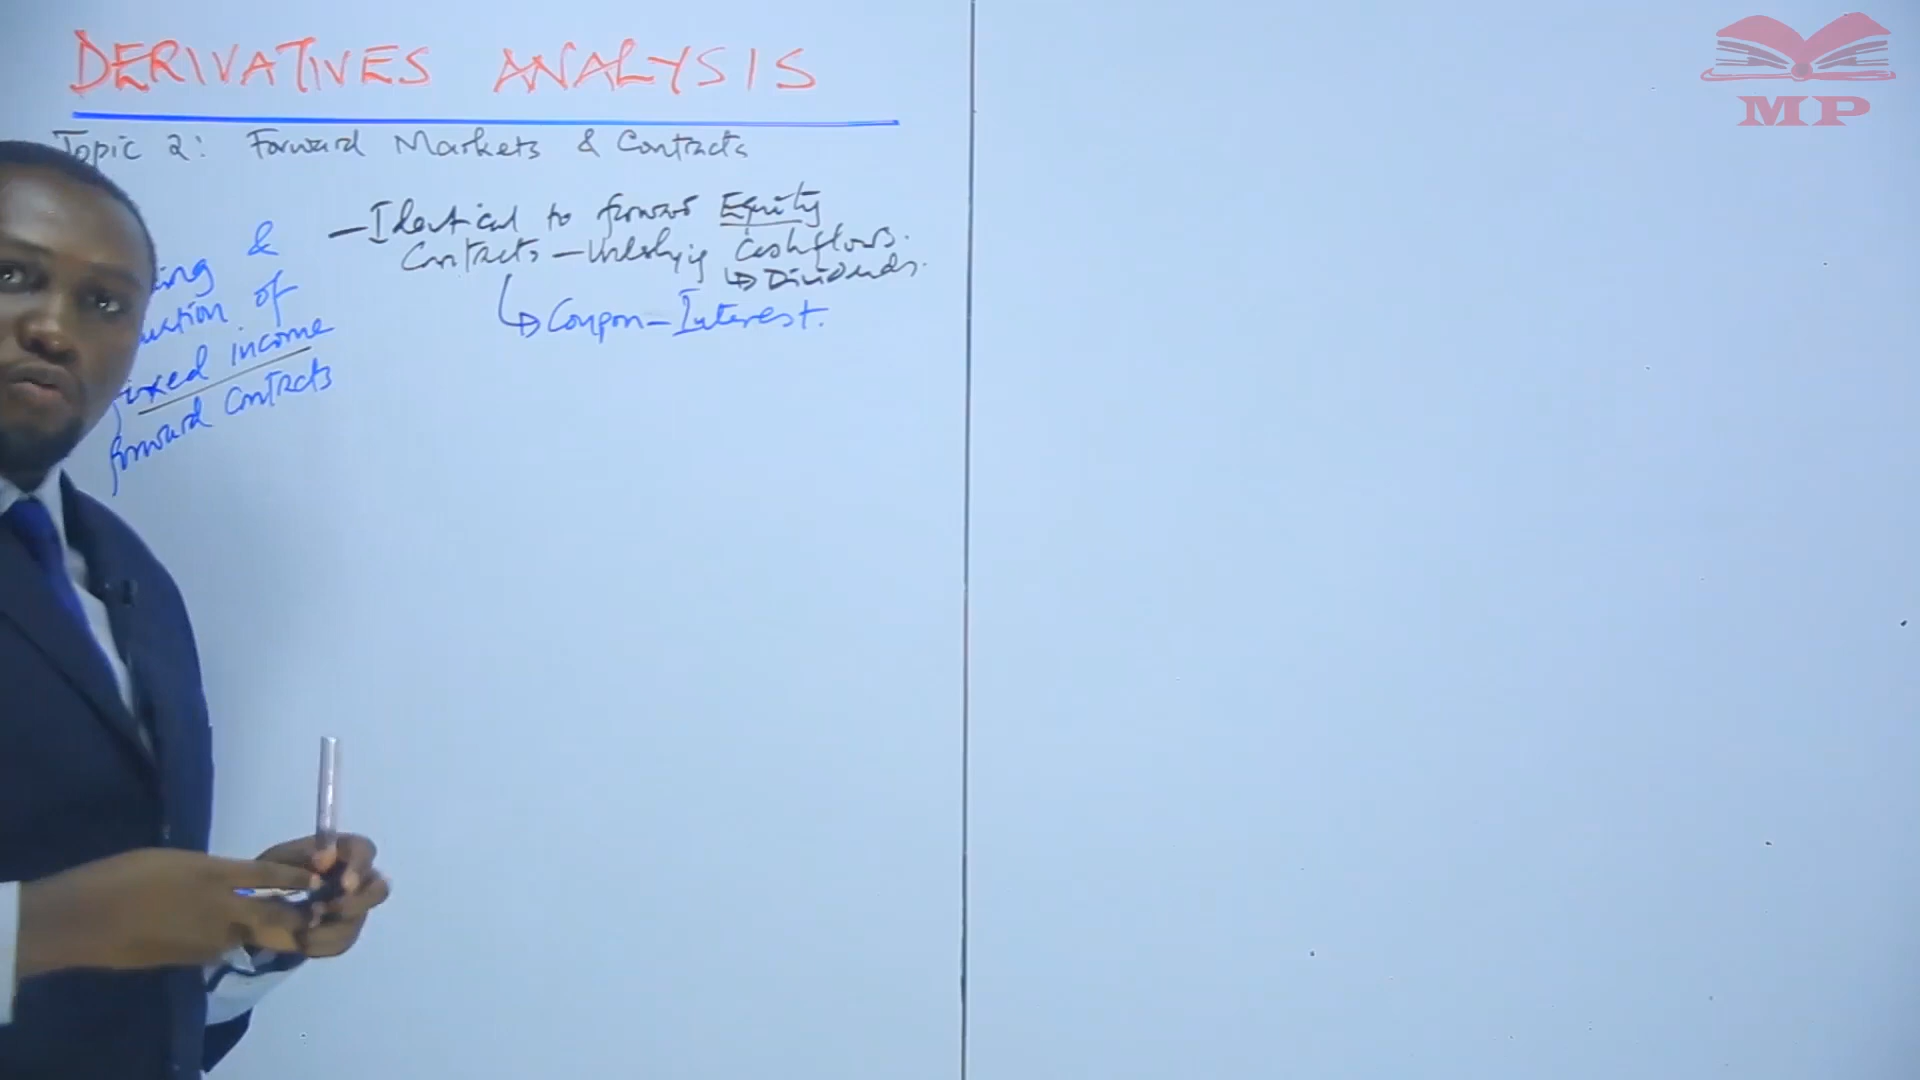 DERIVATIVES ANALYSIS
MP
Topic 2: Forward Markets & Contracts
&
of
fixed income
forward Contracts
— Identical to forward Equity
Contracts — Underlying Cashflows.
↳ Dividends.
↳ Coupon – Interest.